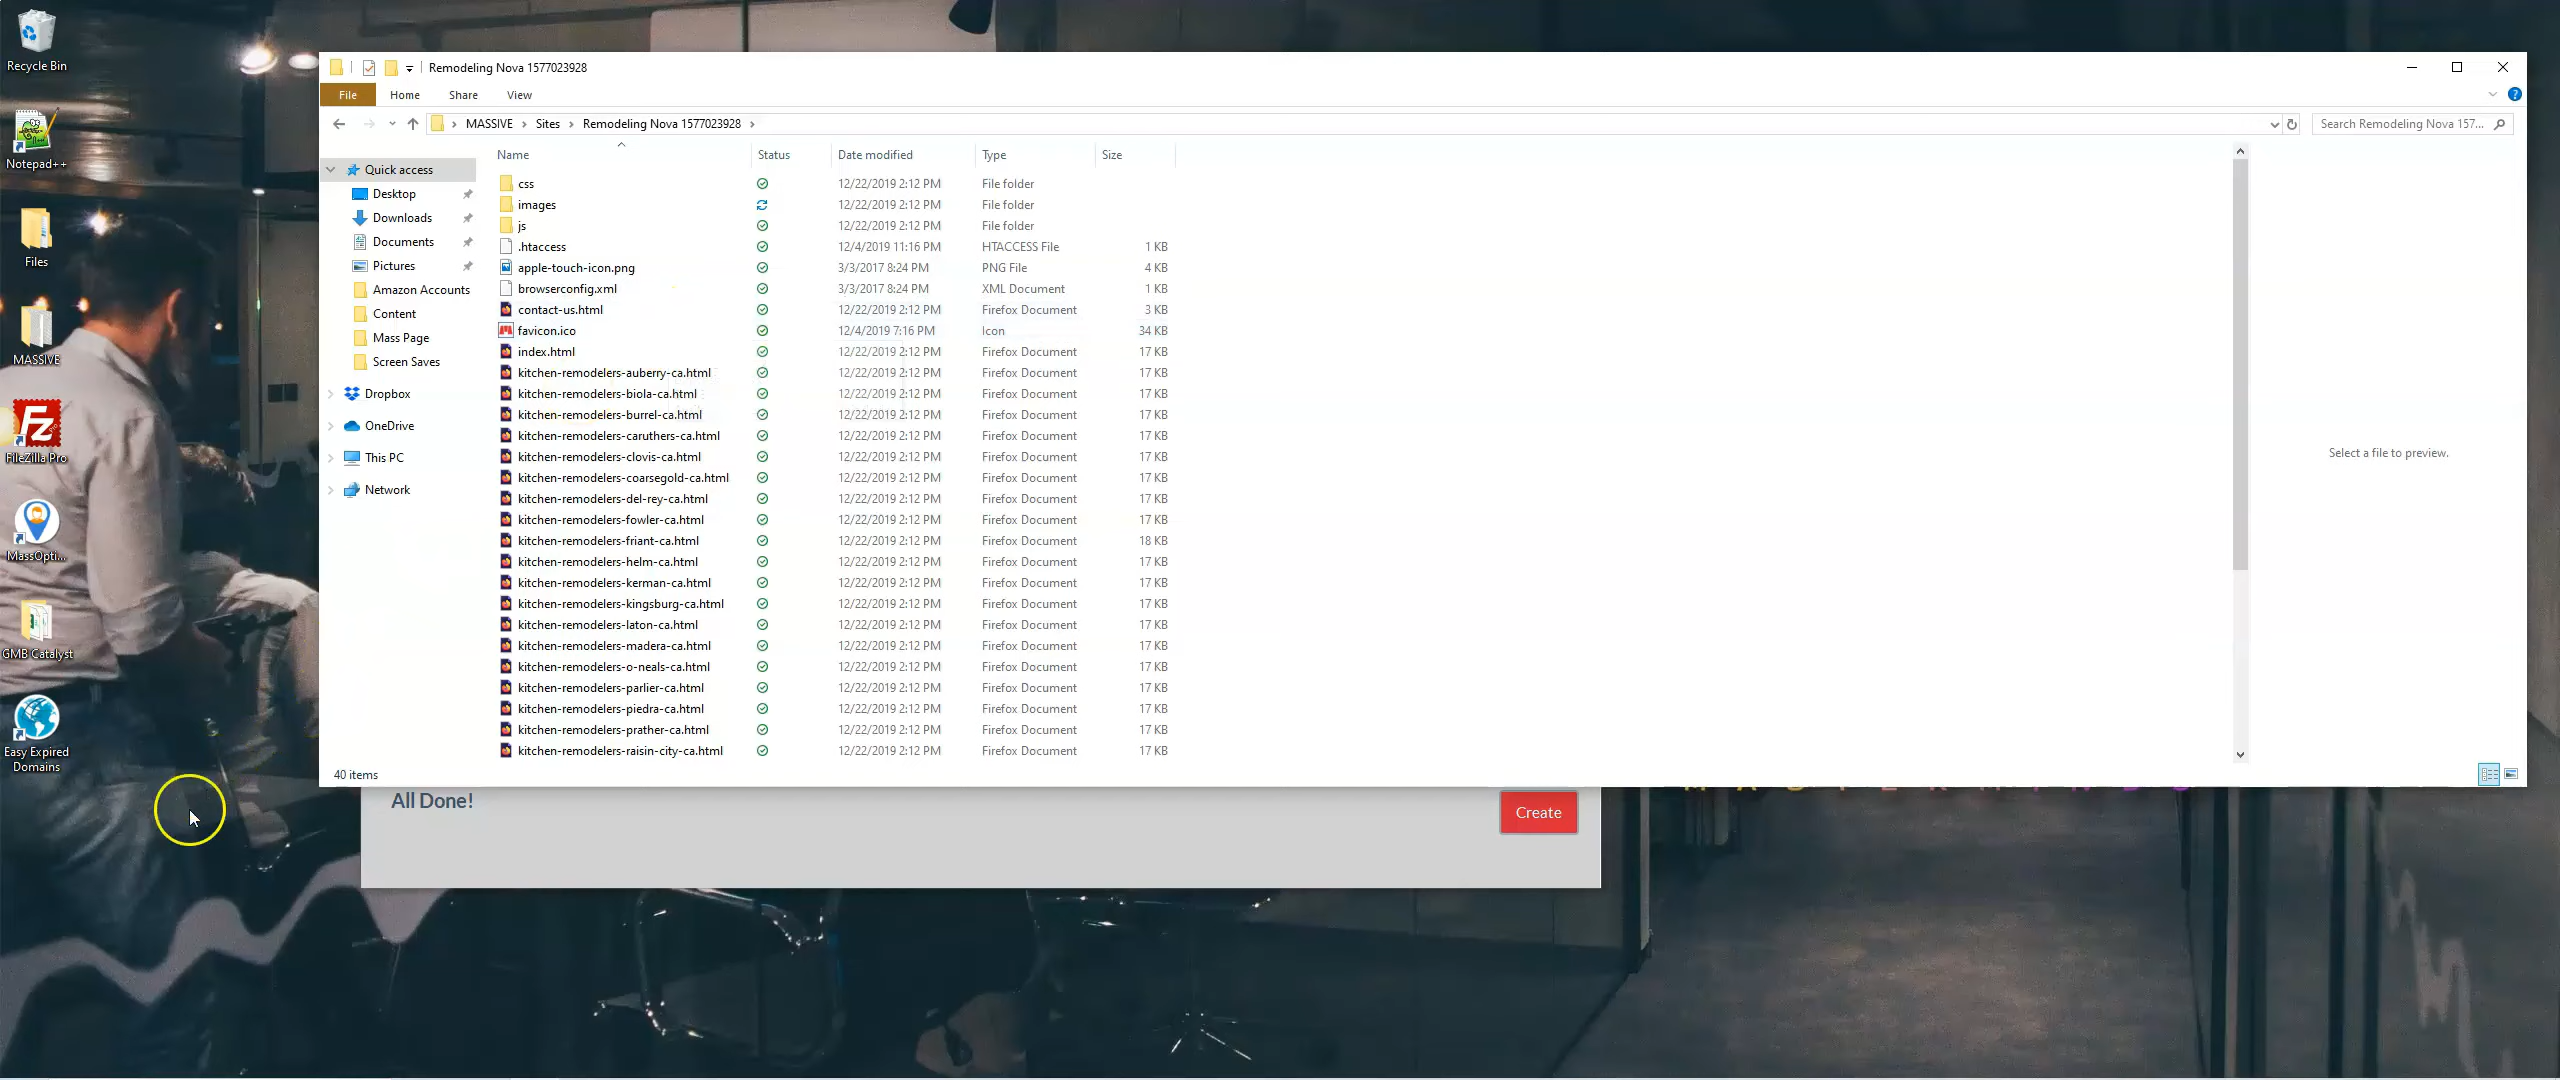 Recycle Bin
Notepad++
Files
MASSIVE
FileZilla Pro
MassOpti...
GMB Catalyst
Easy Expired
Domains
Remodeling Nova 1577023928
File Home Share View
MASSIVE > Sites > Remodeling Nova 1577023928 >
Search Remodeling Nova 157...
Quick access
Desktop
Downloads
Documents
Pictures
Amazon Accounts
Content
Mass Page
Screen Saves
Dropbox
OneDrive
This PC
Network
Name Status Date modified Type Size
css 12/22/2019 2:12 PM File folder
images 12/22/2019 2:12 PM File folder
js 12/22/2019 2:12 PM File folder
.htaccess 12/4/2019 11:16 PM HTACCESS File 1 KB
apple-touch-icon.png 3/3/2017 8:24 PM PNG File 4 KB
browserconfig.xml 3/3/2017 8:24 PM XML Document 1 KB
contact-us.html 12/22/2019 2:12 PM Firefox Document 3 KB
favicon.ico 12/4/2019 7:16 PM Icon 34 KB
index.html 12/22/2019 2:12 PM Firefox Document 17 KB
kitchen-remodelers-auberry-ca.html 12/22/2019 2:12 PM Firefox Document 17 KB
kitchen-remodelers-biola-ca.html 12/22/2019 2:12 PM Firefox Document 17 KB
kitchen-remodelers-burrel-ca.html 12/22/2019 2:12 PM Firefox Document 17 KB
kitchen-remodelers-caruthers-ca.html 12/22/2019 2:12 PM Firefox Document 17 KB
kitchen-remodelers-clovis-ca.html 12/22/2019 2:12 PM Firefox Document 17 KB
kitchen-remodelers-coarsegold-ca.html 12/22/2019 2:12 PM Firefox Document 17 KB
kitchen-remodelers-del-rey-ca.html 12/22/2019 2:12 PM Firefox Document 17 KB
kitchen-remodelers-fowler-ca.html 12/22/2019 2:12 PM Firefox Document 17 KB
kitchen-remodelers-friant-ca.html 12/22/2019 2:12 PM Firefox Document 18 KB
kitchen-remodelers-helm-ca.html 12/22/2019 2:12 PM Firefox Document 17 KB
kitchen-remodelers-kerman-ca.html 12/22/2019 2:12 PM Firefox Document 17 KB
kitchen-remodelers-kingsburg-ca.html 12/22/2019 2:12 PM Firefox Document 17 KB
kitchen-remodelers-laton-ca.html 12/22/2019 2:12 PM Firefox Document 17 KB
kitchen-remodelers-madera-ca.html 12/22/2019 2:12 PM Firefox Document 17 KB
kitchen-remodelers-o-neals-ca.html 12/22/2019 2:12 PM Firefox Document 17 KB
kitchen-remodelers-parlier-ca.html 12/22/2019 2:12 PM Firefox Document 17 KB
kitchen-remodelers-piedra-ca.html 12/22/2019 2:12 PM Firefox Document 17 KB
kitchen-remodelers-prather-ca.html 12/22/2019 2:12 PM Firefox Document 17 KB
kitchen-remodelers-raisin-city-ca.html 12/22/2019 2:12 PM Firefox Document 17 KB
Select a file to preview.
40 items
All Done!
Create